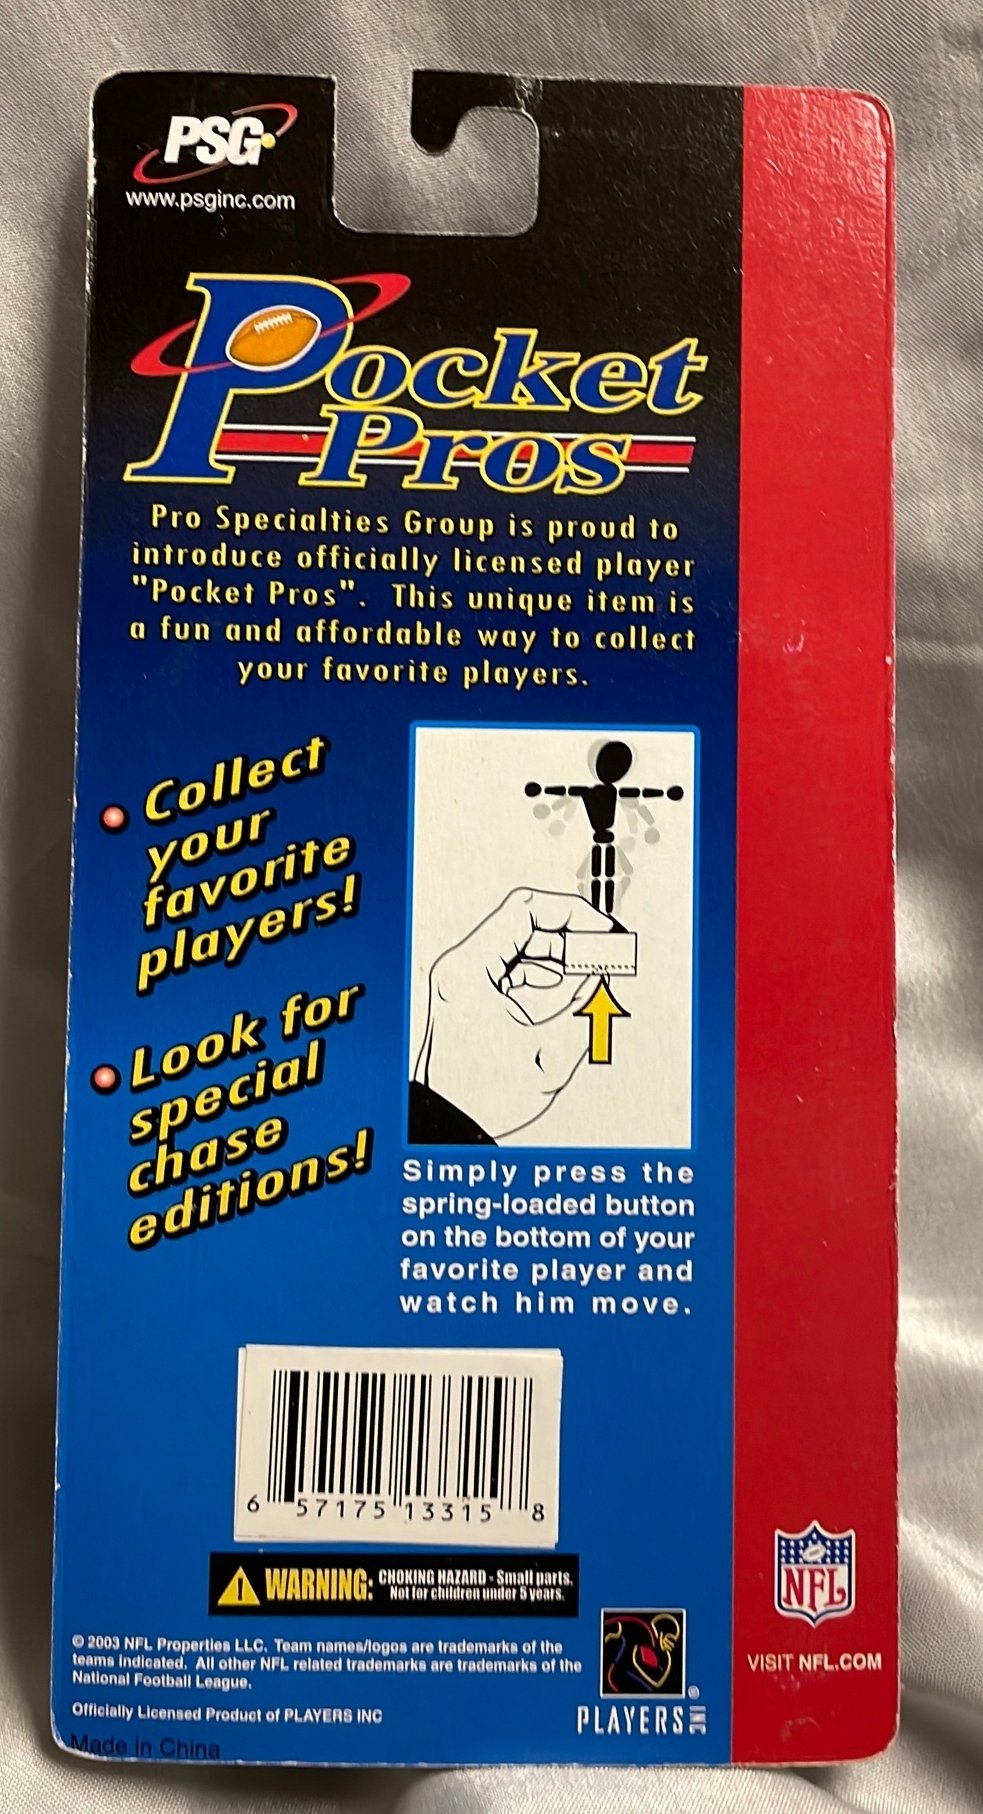 PSG
www.psginc.com
Pocket
Pros
Pro Specialties Group is proud to
introduce officially licensed player
"Pocket Pros". This unique item is
a fun and affordable way to collect
your favorite players.
• Collect
your
favorite
players!
• Look for
special
chase
editions!
Simply press the
spring-loaded button
on the bottom of your
favorite player and
watch him move.
6 57175 13315 8
! WARNING: CHOKING HAZARD - Small parts.
Not for children under 5 years.
© 2003 NFL Properties LLC. Team names/logos are trademarks of the
teams indicated. All other NFL related trademarks are trademarks of the
National Football League.
Officially Licensed Product of PLAYERS INC
Made in China
®
PLAYERS INC
NFL
VISIT NFL.COM